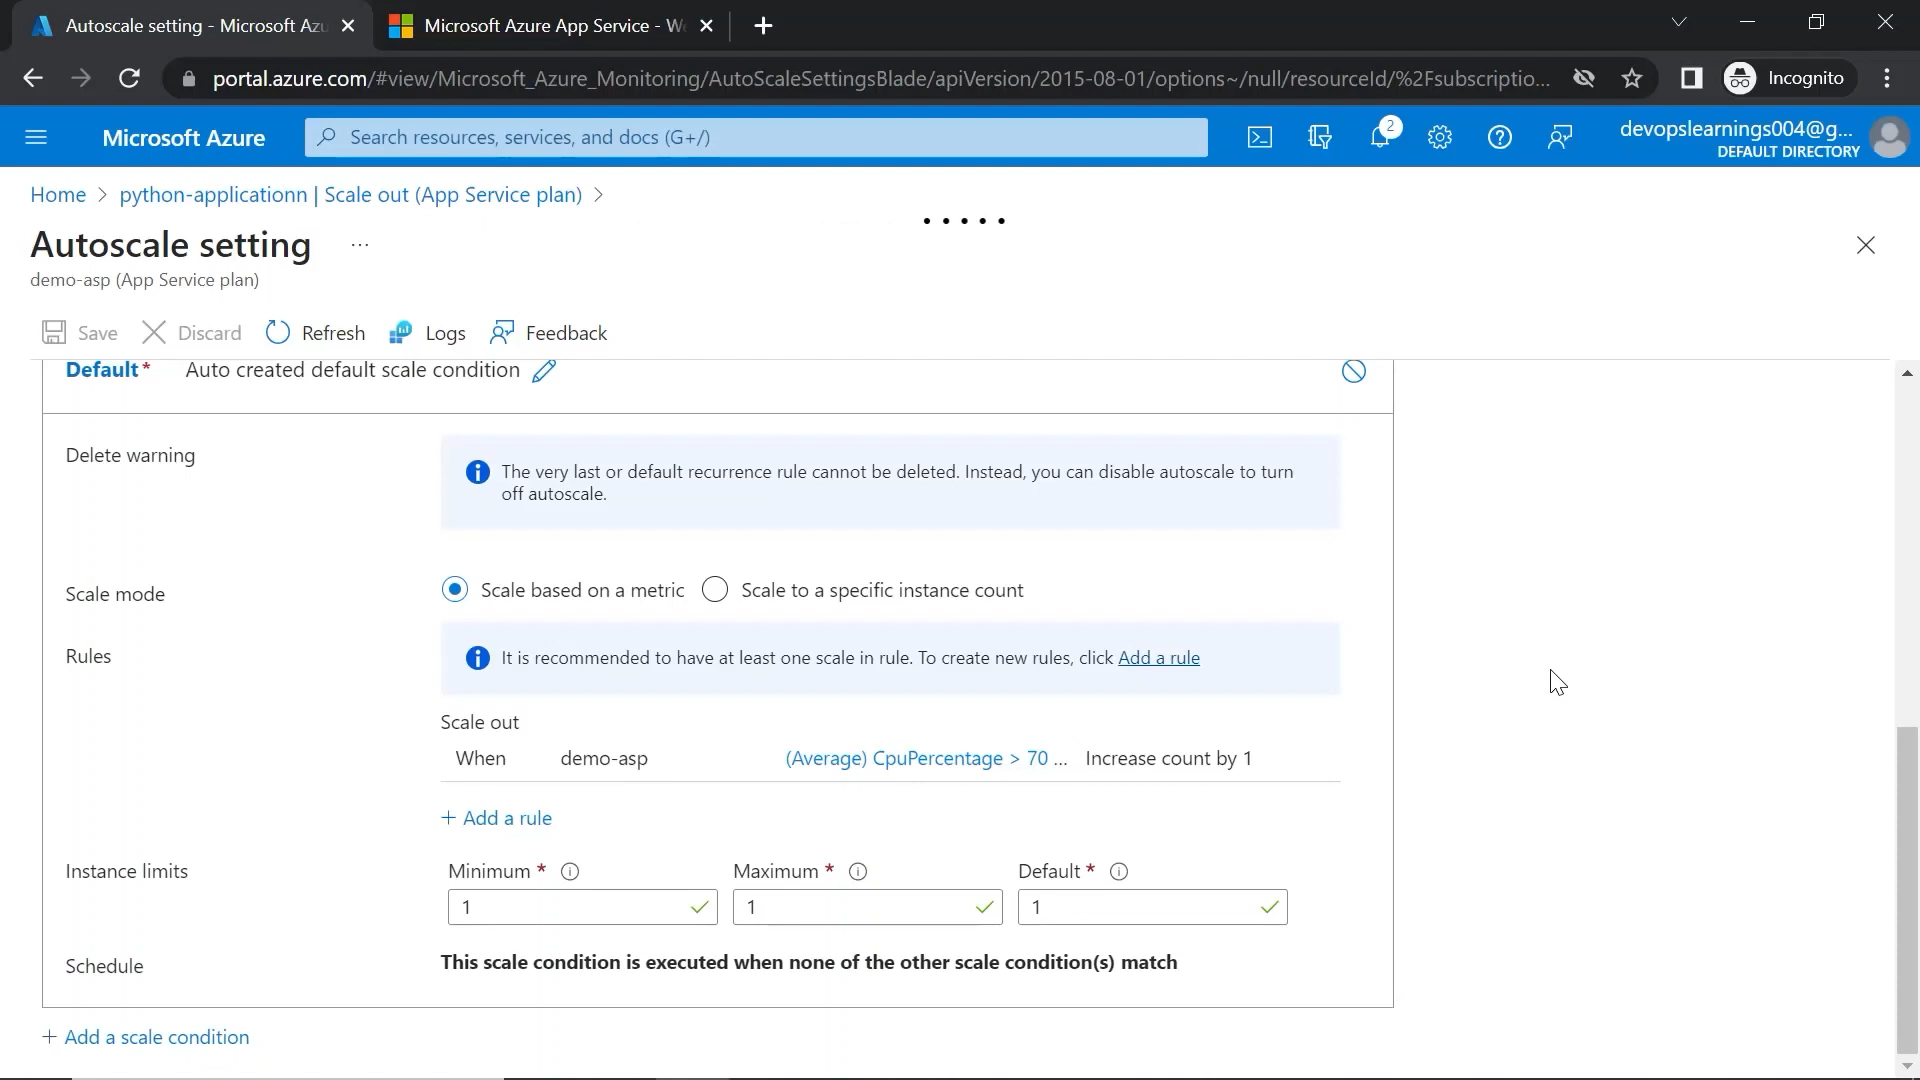 Autoscale setting - Microsoft Az
Microsoft Azure App Service - W
portal.azure.com/#view/Microsoft_Azure_Monitoring/AutoScaleSettingsBlade/apiVersion/2015-08-01/options~/null/resourceId/%2Fsubscriptio...
Incognito
Microsoft Azure
Search resources, services, and docs (G+/)
2
devopslearnings004@g...
DEFAULT DIRECTORY
Home > python-applicationn | Scale out (App Service plan) >
Autoscale setting ...
demo-asp (App Service plan)
Save
Discard
Refresh
Logs
Feedback
Default* Auto created default scale condition
Delete warning
The very last or default recurrence rule cannot be deleted. Instead, you can disable autoscale to turn
off autoscale.
Scale mode
Scale based on a metric
Scale to a specific instance count
Rules
It is recommended to have at least one scale in rule. To create new rules, click Add a rule
Scale out
When demo-asp (Average) CpuPercentage > 70 ... Increase count by 1
+ Add a rule
Instance limits
Minimum *
Maximum *
Default *
1
1
1
Schedule
This scale condition is executed when none of the other scale condition(s) match
+ Add a scale condition